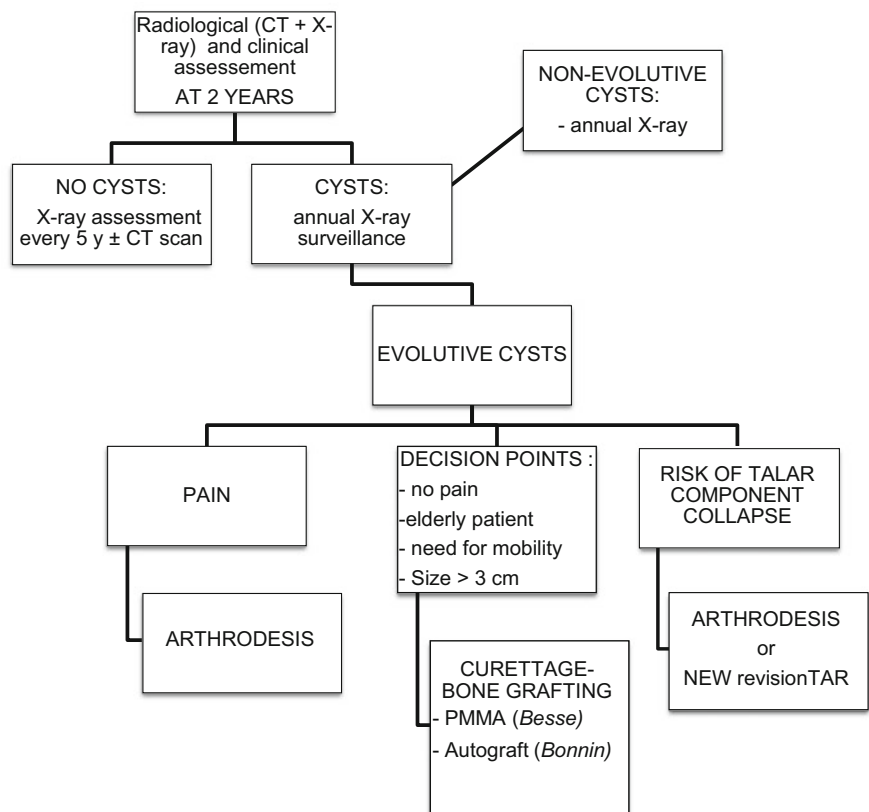 Radiological (CT + X-
ray) and clinical
assessement
AT 2 YEARS
NON-EVOLUTIVE
CYSTS:
- annual X-ray
NO CYSTS:
X-ray assessment
every 5 y ± CT scan
CYSTS:
annual X-ray
surveillance
EVOLUTIVE CYSTS
PAIN
DECISION POINTS :
- no pain
-elderly patient
- need for mobility
- Size > 3 cm
RISK OF TALAR
COMPONENT
COLLAPSE
ARTHRODESIS
CURETTAGE-
BONE GRAFTING
- PMMA (Besse)
- Autograft (Bonnin)
ARTHRODESIS
or
NEW revisionTAR